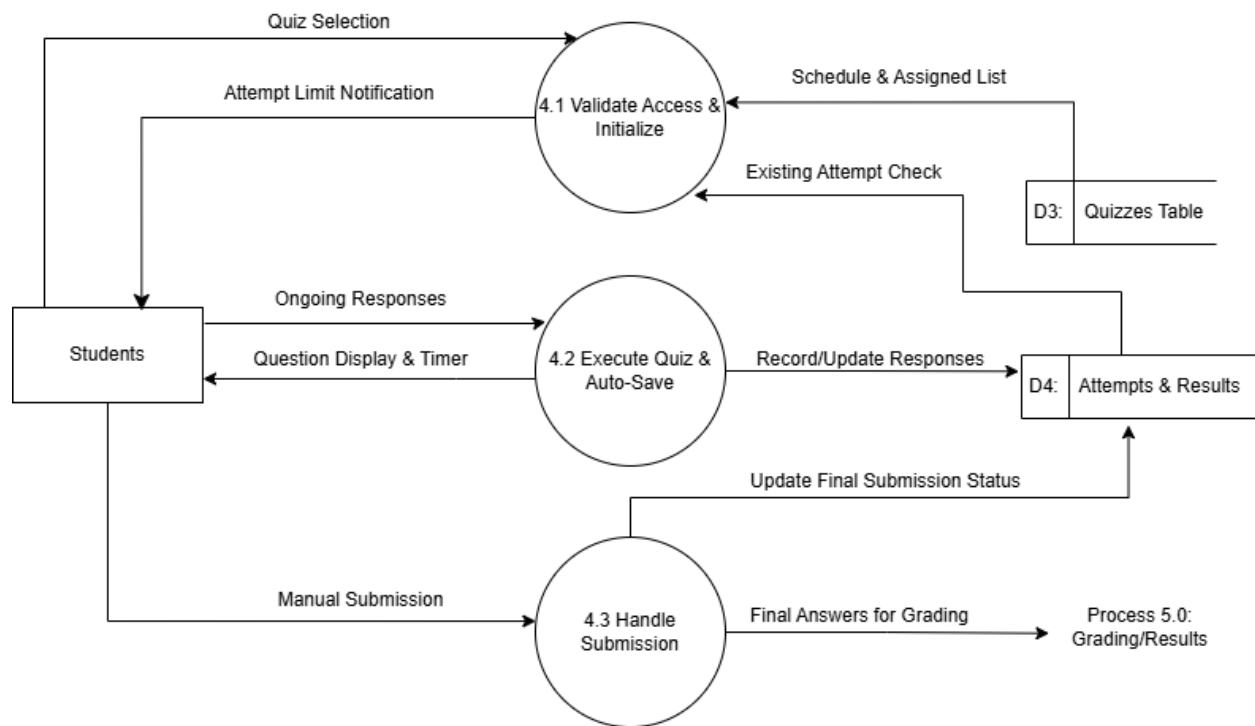 Quiz Selection
Attempt Limit Notification
4.1 Validate Access &
Initialize
Schedule & Assigned List
Existing Attempt Check
D3:
Quizzes Table
Students
Ongoing Responses
Question Display & Timer
4.2 Execute Quiz &
Auto-Save
Record/Update Responses
D4:
Attempts & Results
Update Final Submission Status
Manual Submission
4.3 Handle
Submission
Final Answers for Grading
Process 5.0:
Grading/Results